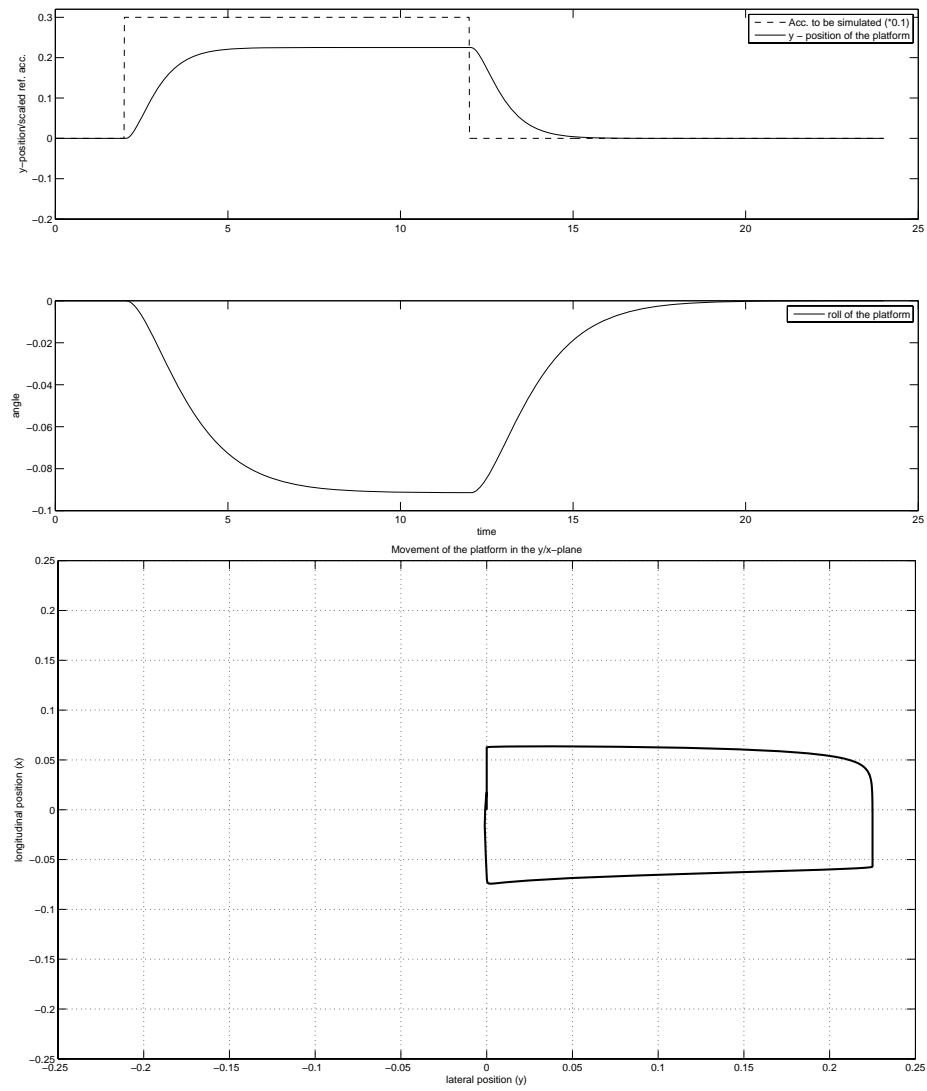 0.3
0.2
0.1
0
−0.1
−0.2
y−position/scaled ref. acc.
Acc. to be simulated (*0.1)
y − position of the platform
0 5 10 15 20 25
0
−0.02
−0.04
−0.06
−0.08
−0.1
angle
roll of the platform
0 5 10 15 20 25
time
Movement of the platform in the y/x−plane
0.25
0.2
0.15
0.1
0.05
0
−0.05
−0.1
−0.15
−0.2
−0.25
longitudinal position (x)
−0.25 −0.2 −0.15 −0.1 −0.05 0 0.05 0.1 0.15 0.2 0.25
lateral position (y)